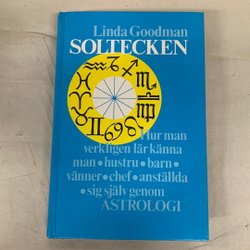 Linda Goodman
SOLTECKEN
Hur man
verkligen lär känna
man • hustru • barn •
vänner • chef • anställda
• sig själv genom
ASTROLOGI